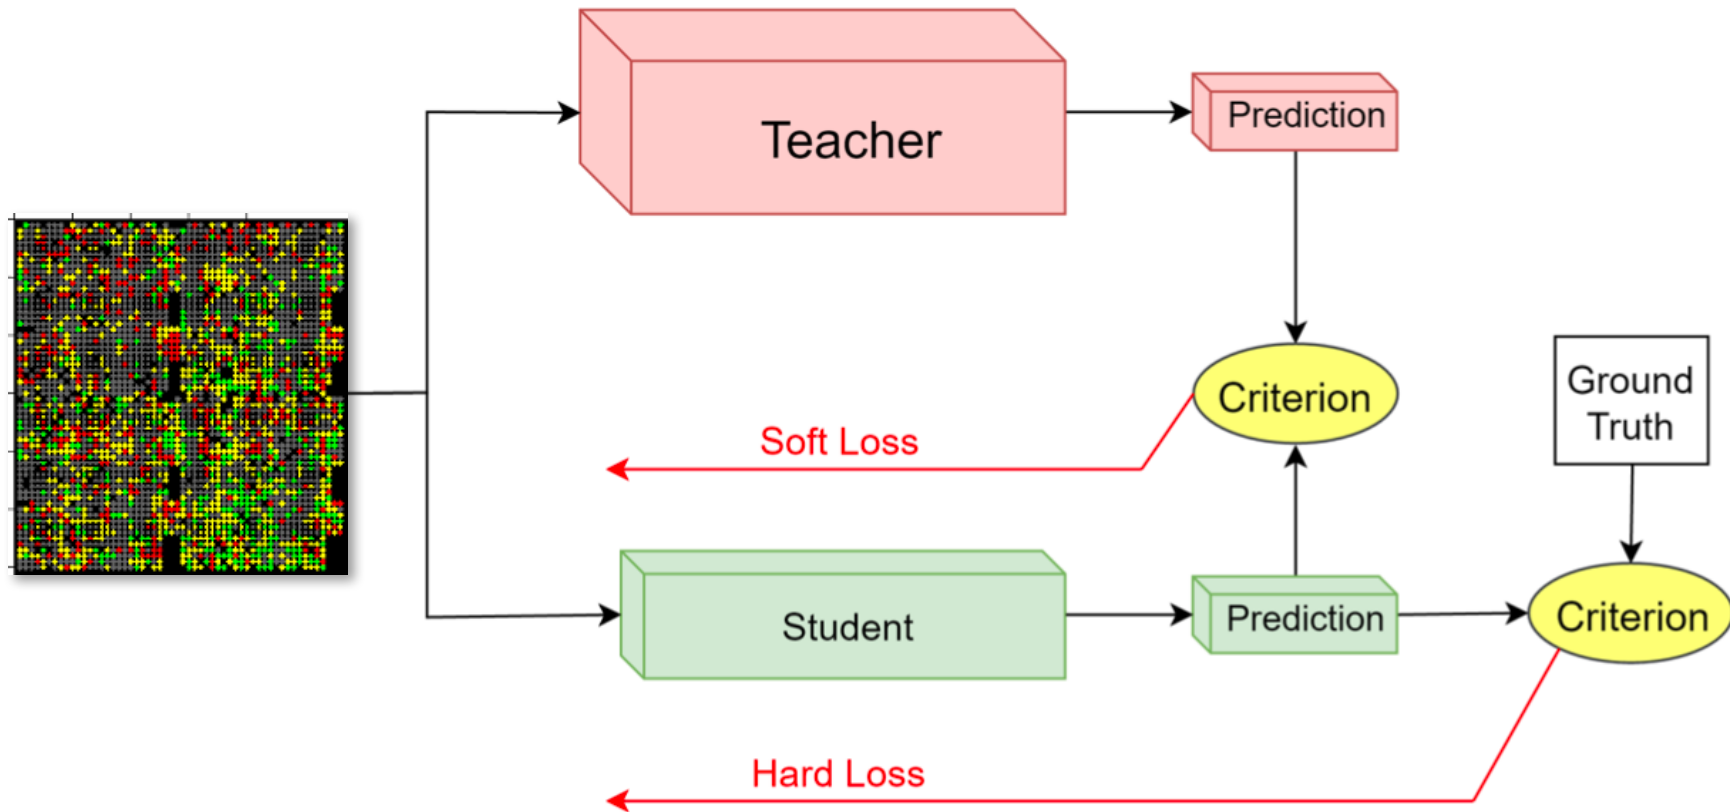 Teacher
Prediction
Criterion
Ground
Truth
Soft Loss
Student
Prediction
Criterion
Hard Loss